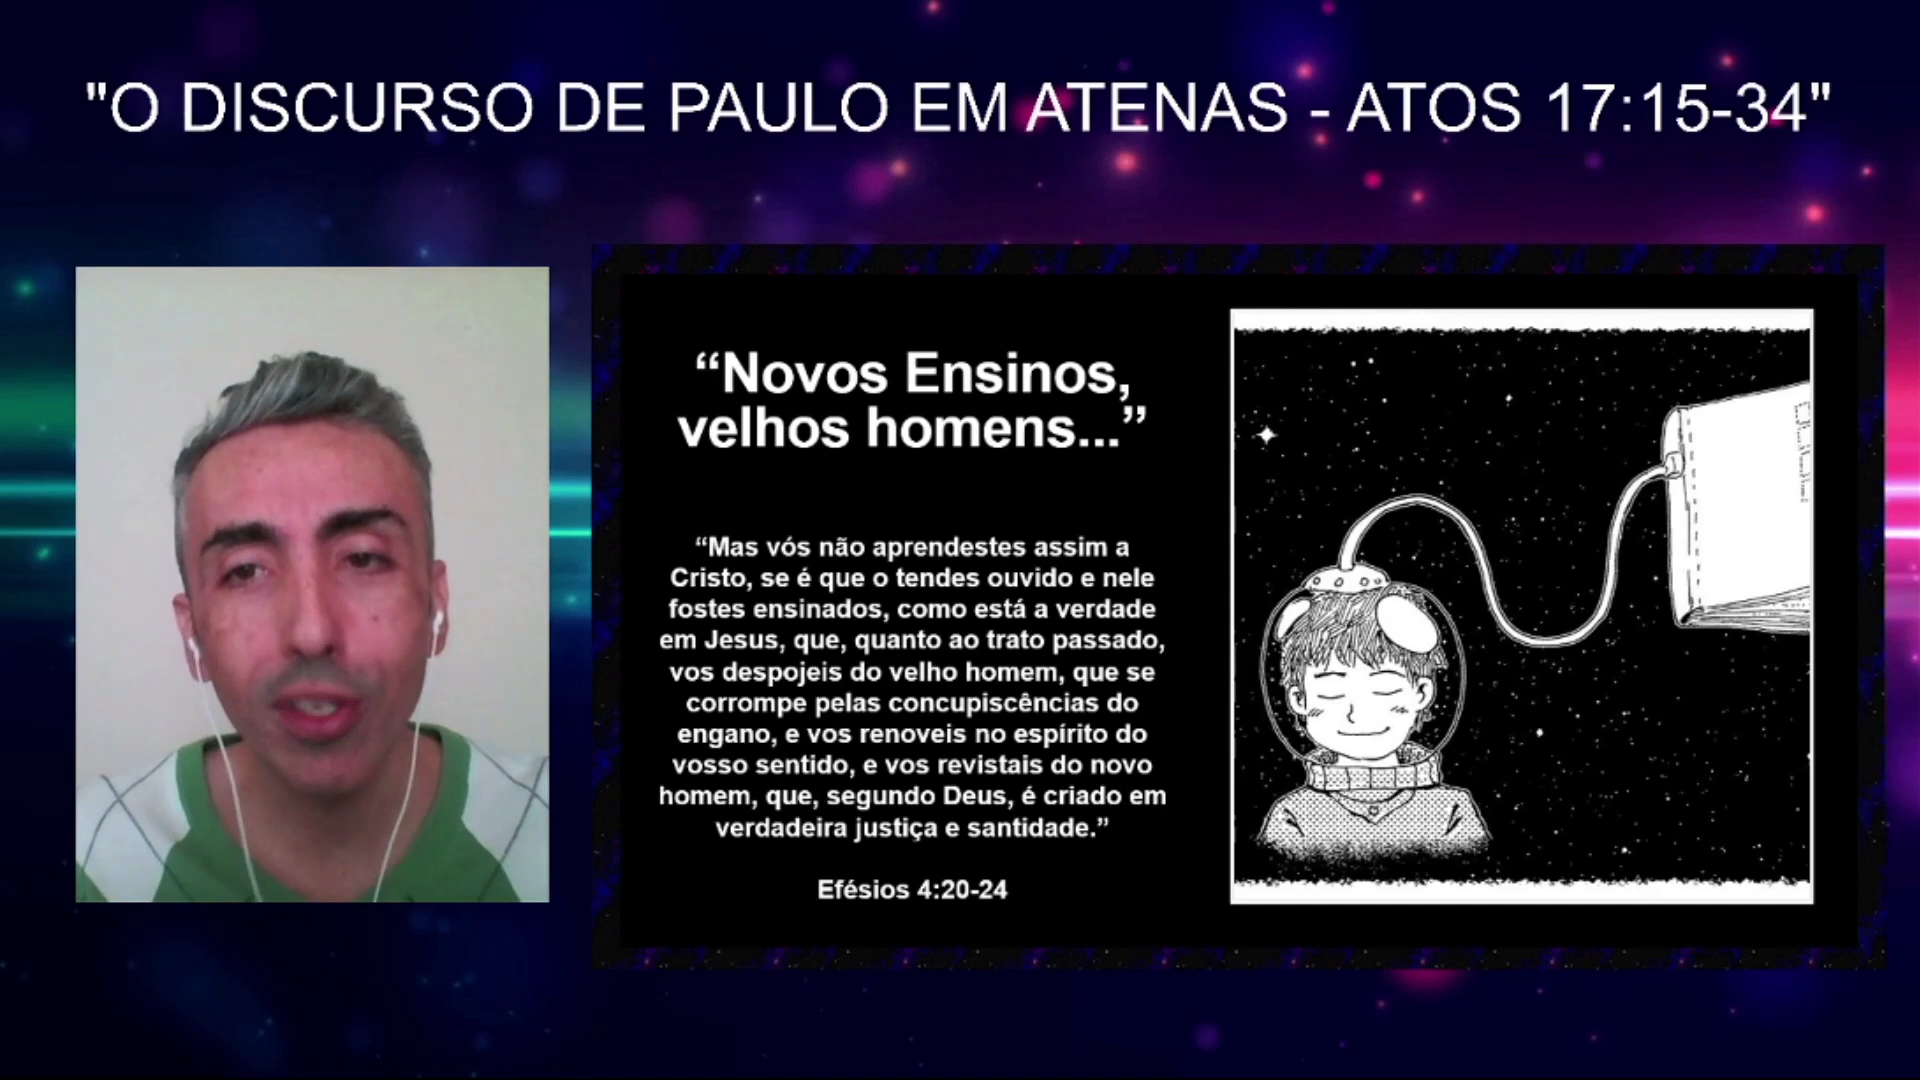 "O DISCURSO DE PAULO EM ATENAS - ATOS 17:15-34"
“Novos Ensinos,
velhos homens...”
“Mas vós não aprendestes assim a
Cristo, se é que o tendes ouvido e nele
fostes ensinados, como está a verdade
em Jesus, que, quanto ao trato passado,
vos despojeis do velho homem, que se
corrompe pelas concupiscências do
engano, e vos renoveis no espírito do
vosso sentido, e vos revistais do novo
homem, que, segundo Deus, é criado em
verdadeira justiça e santidade.”
Efésios 4:20-24